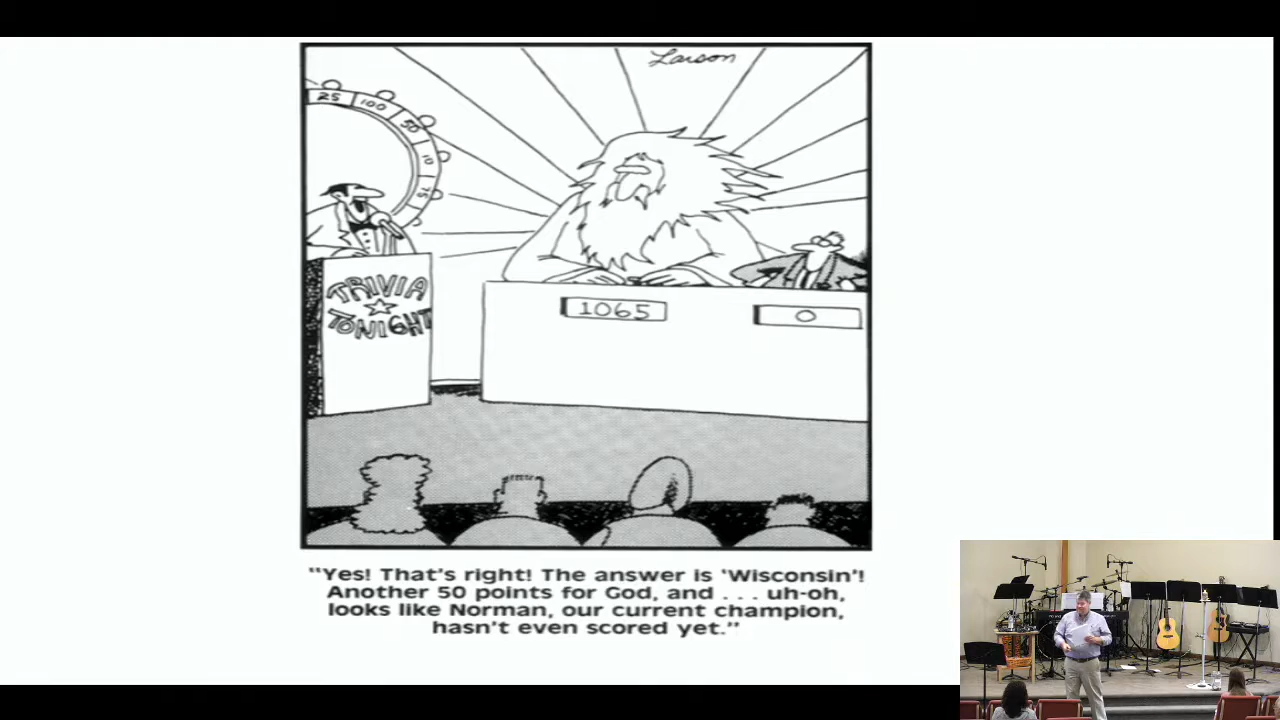 Larson
25
100
50
10
75
TRIVIA
TONIGHT
1065
0
"Yes! That's right! The answer is 'Wisconsin'!
Another 50 points for God, and . . . uh-oh,
looks like Norman, our current champion,
hasn't even scored yet."